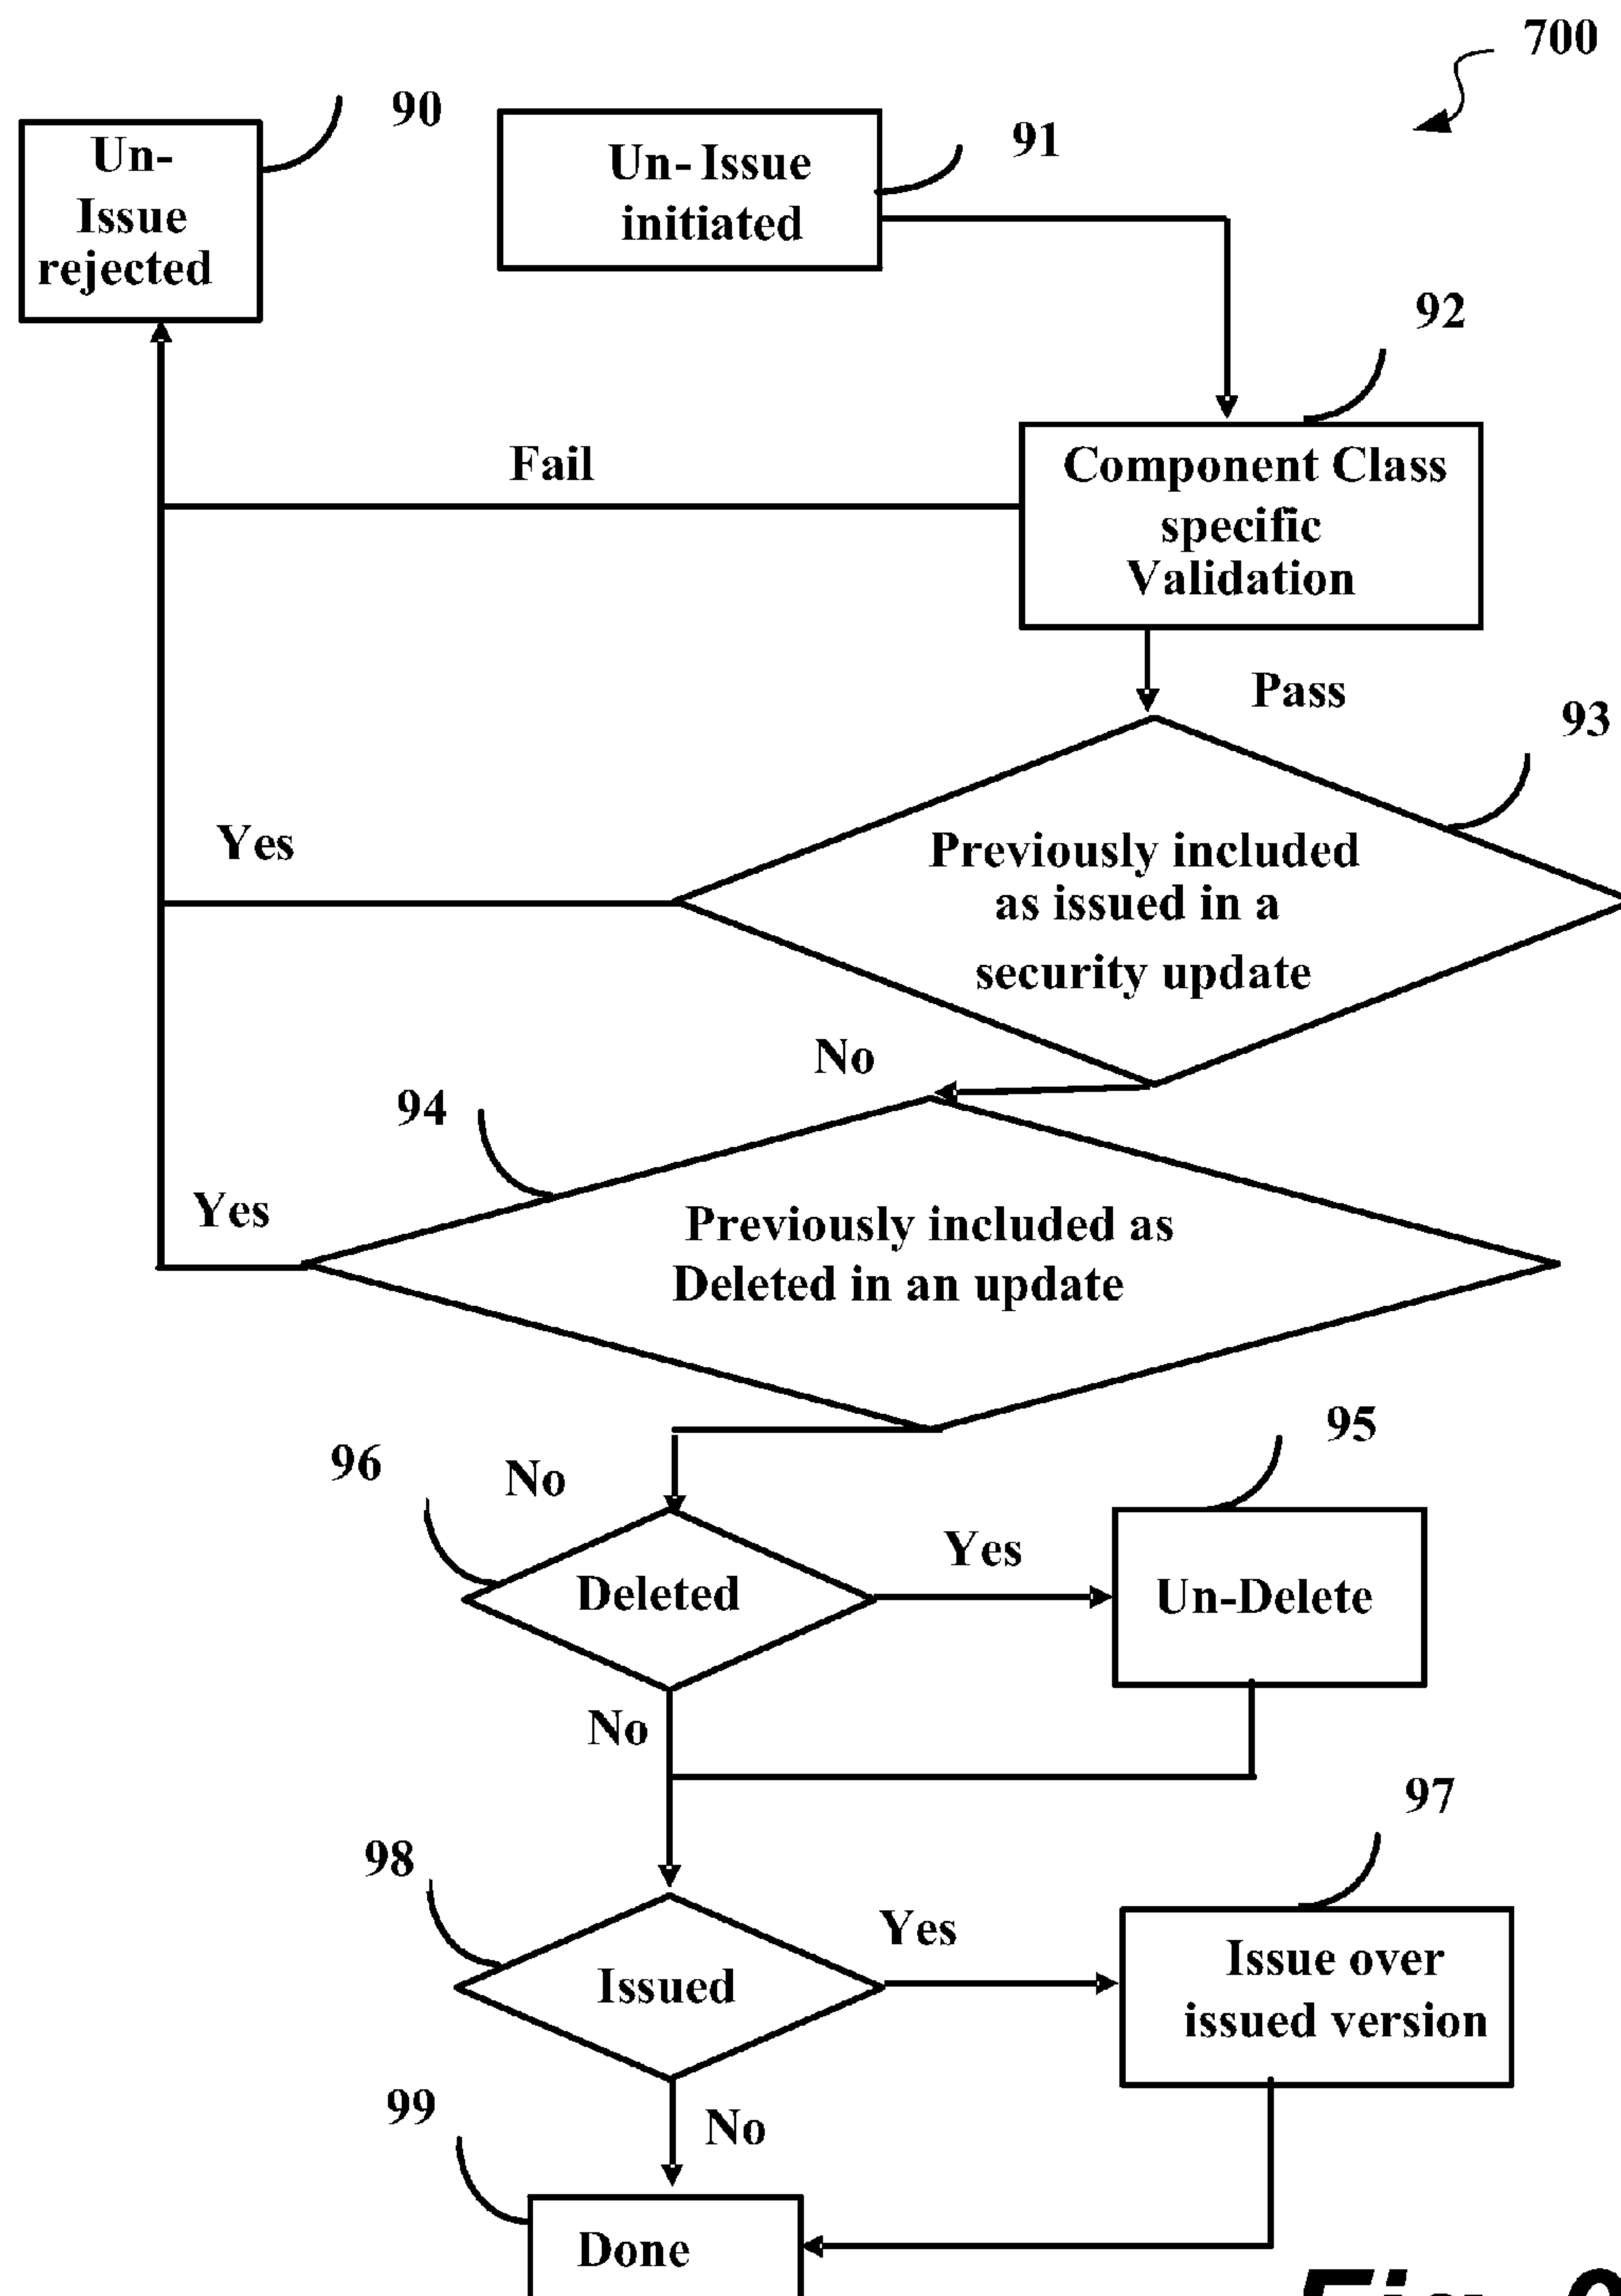 700
90
Un-
Issue
rejected
91
Un- Issue
initiated
92
Component Class
specific
Validation
Fail
Pass
93
Previously included
as issued in a
security update
Yes
No
94
Previously included as
Deleted in an update
Yes
No
96
Deleted
Yes
95
Un-Delete
No
98
Issued
Yes
97
Issue over
issued version
No
99
Done